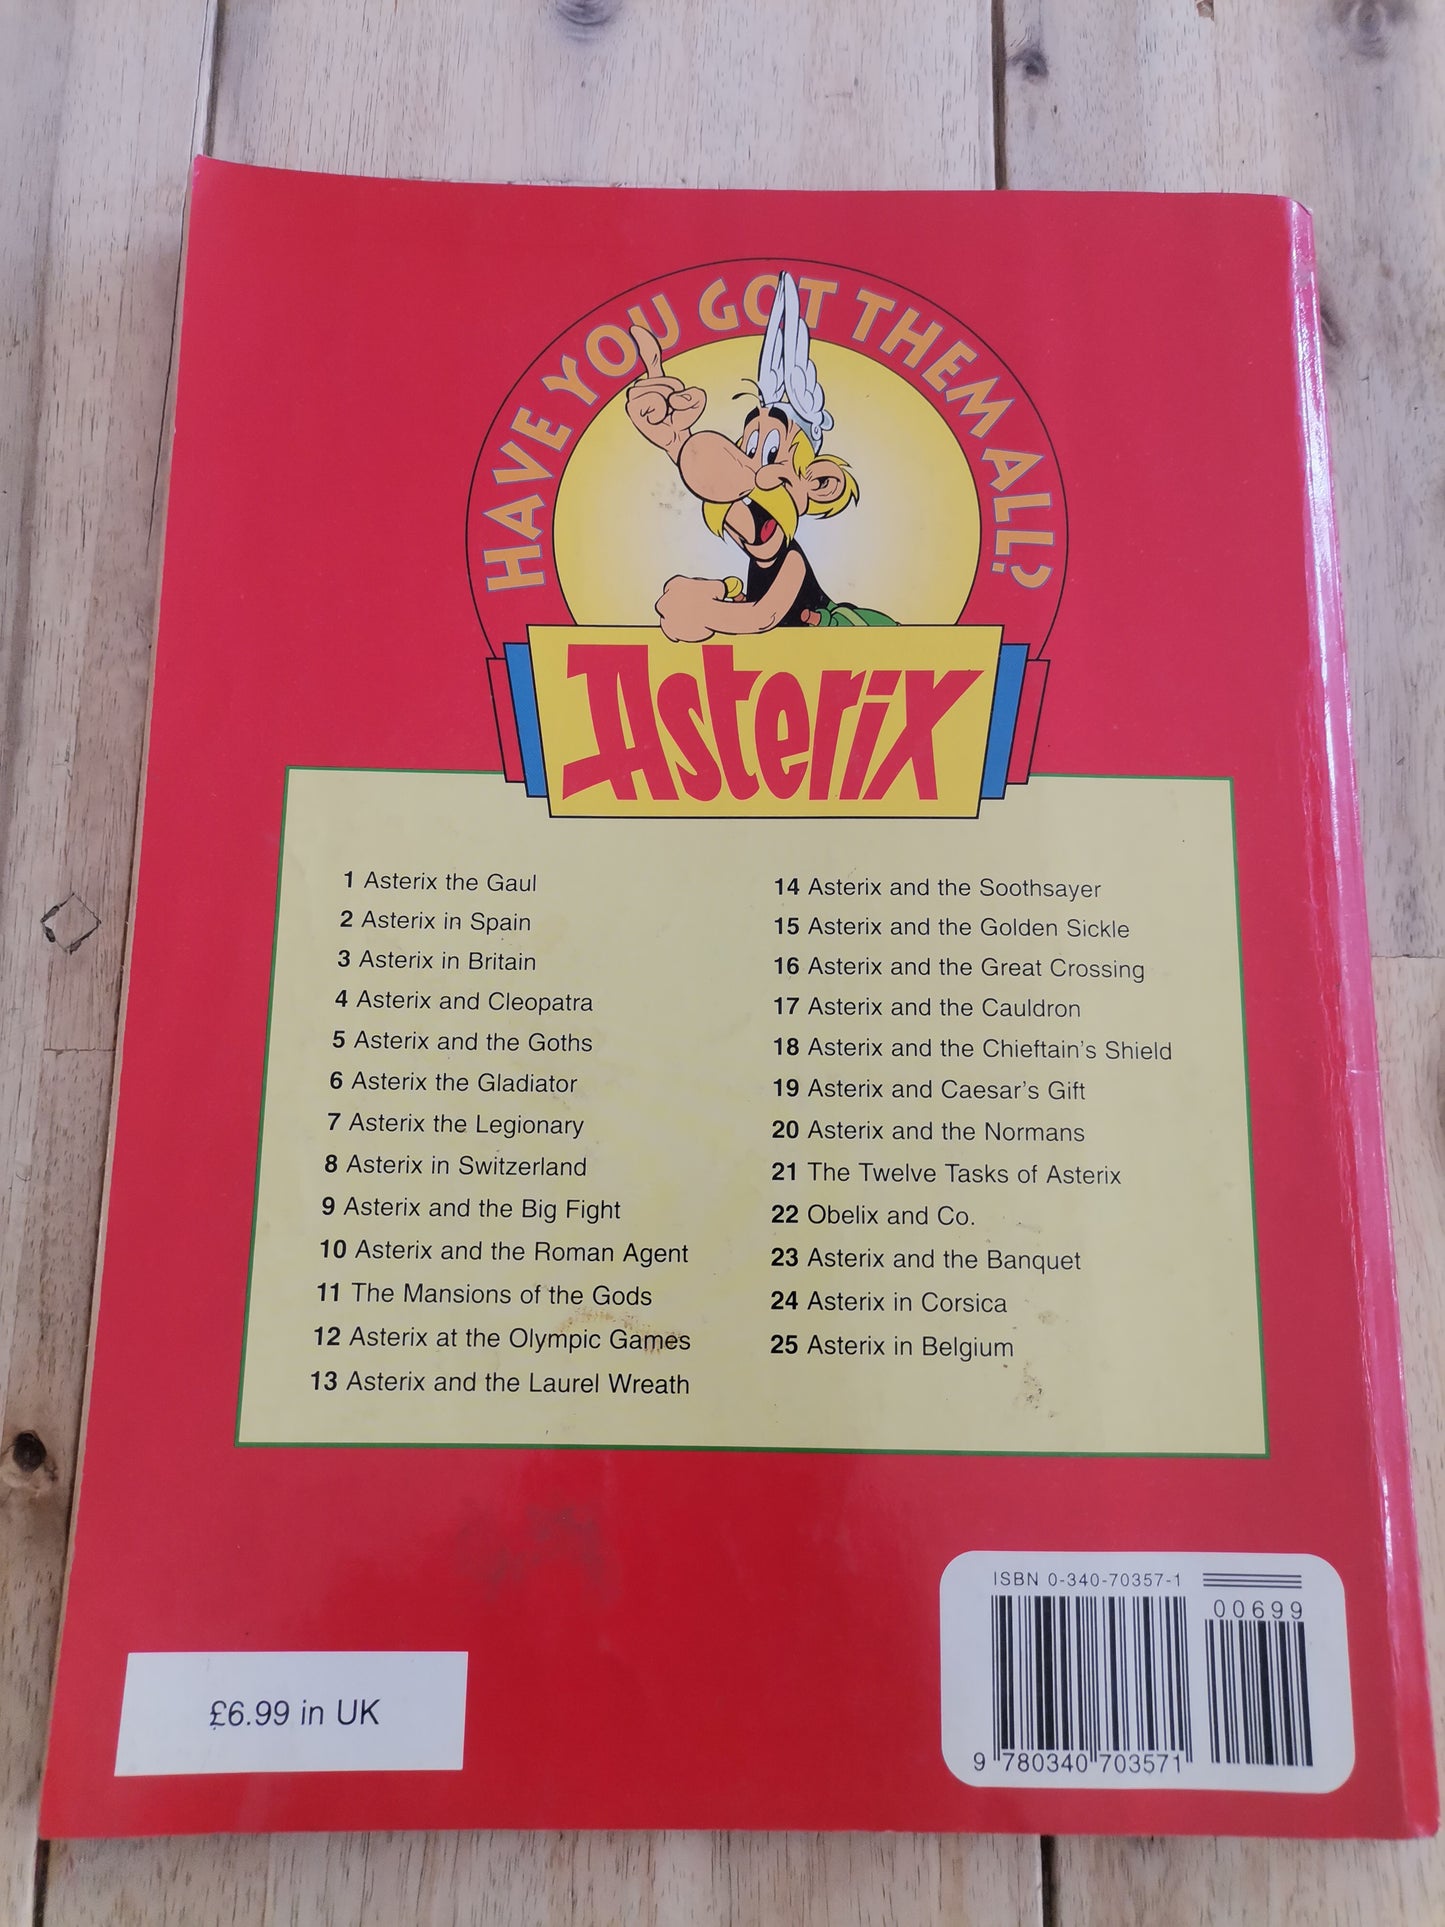 HAVE YOU GOT THEM ALL?
Asterix
1 Asterix the Gaul
2 Asterix in Spain
3 Asterix in Britain
4 Asterix and Cleopatra
5 Asterix and the Goths
6 Asterix the Gladiator
7 Asterix the Legionary
8 Asterix in Switzerland
9 Asterix and the Big Fight
10 Asterix and the Roman Agent
11 The Mansions of the Gods
12 Asterix at the Olympic Games
13 Asterix and the Laurel Wreath
14 Asterix and the Soothsayer
15 Asterix and the Golden Sickle
16 Asterix and the Great Crossing
17 Asterix and the Cauldron
18 Asterix and the Chieftain's Shield
19 Asterix and Caesar's Gift
20 Asterix and the Normans
21 The Twelve Tasks of Asterix
22 Obelix and Co.
23 Asterix and the Banquet
24 Asterix in Corsica
25 Asterix in Belgium
£6.99 in UK
ISBN 0-340-70357-1
00699
9 780340 703571